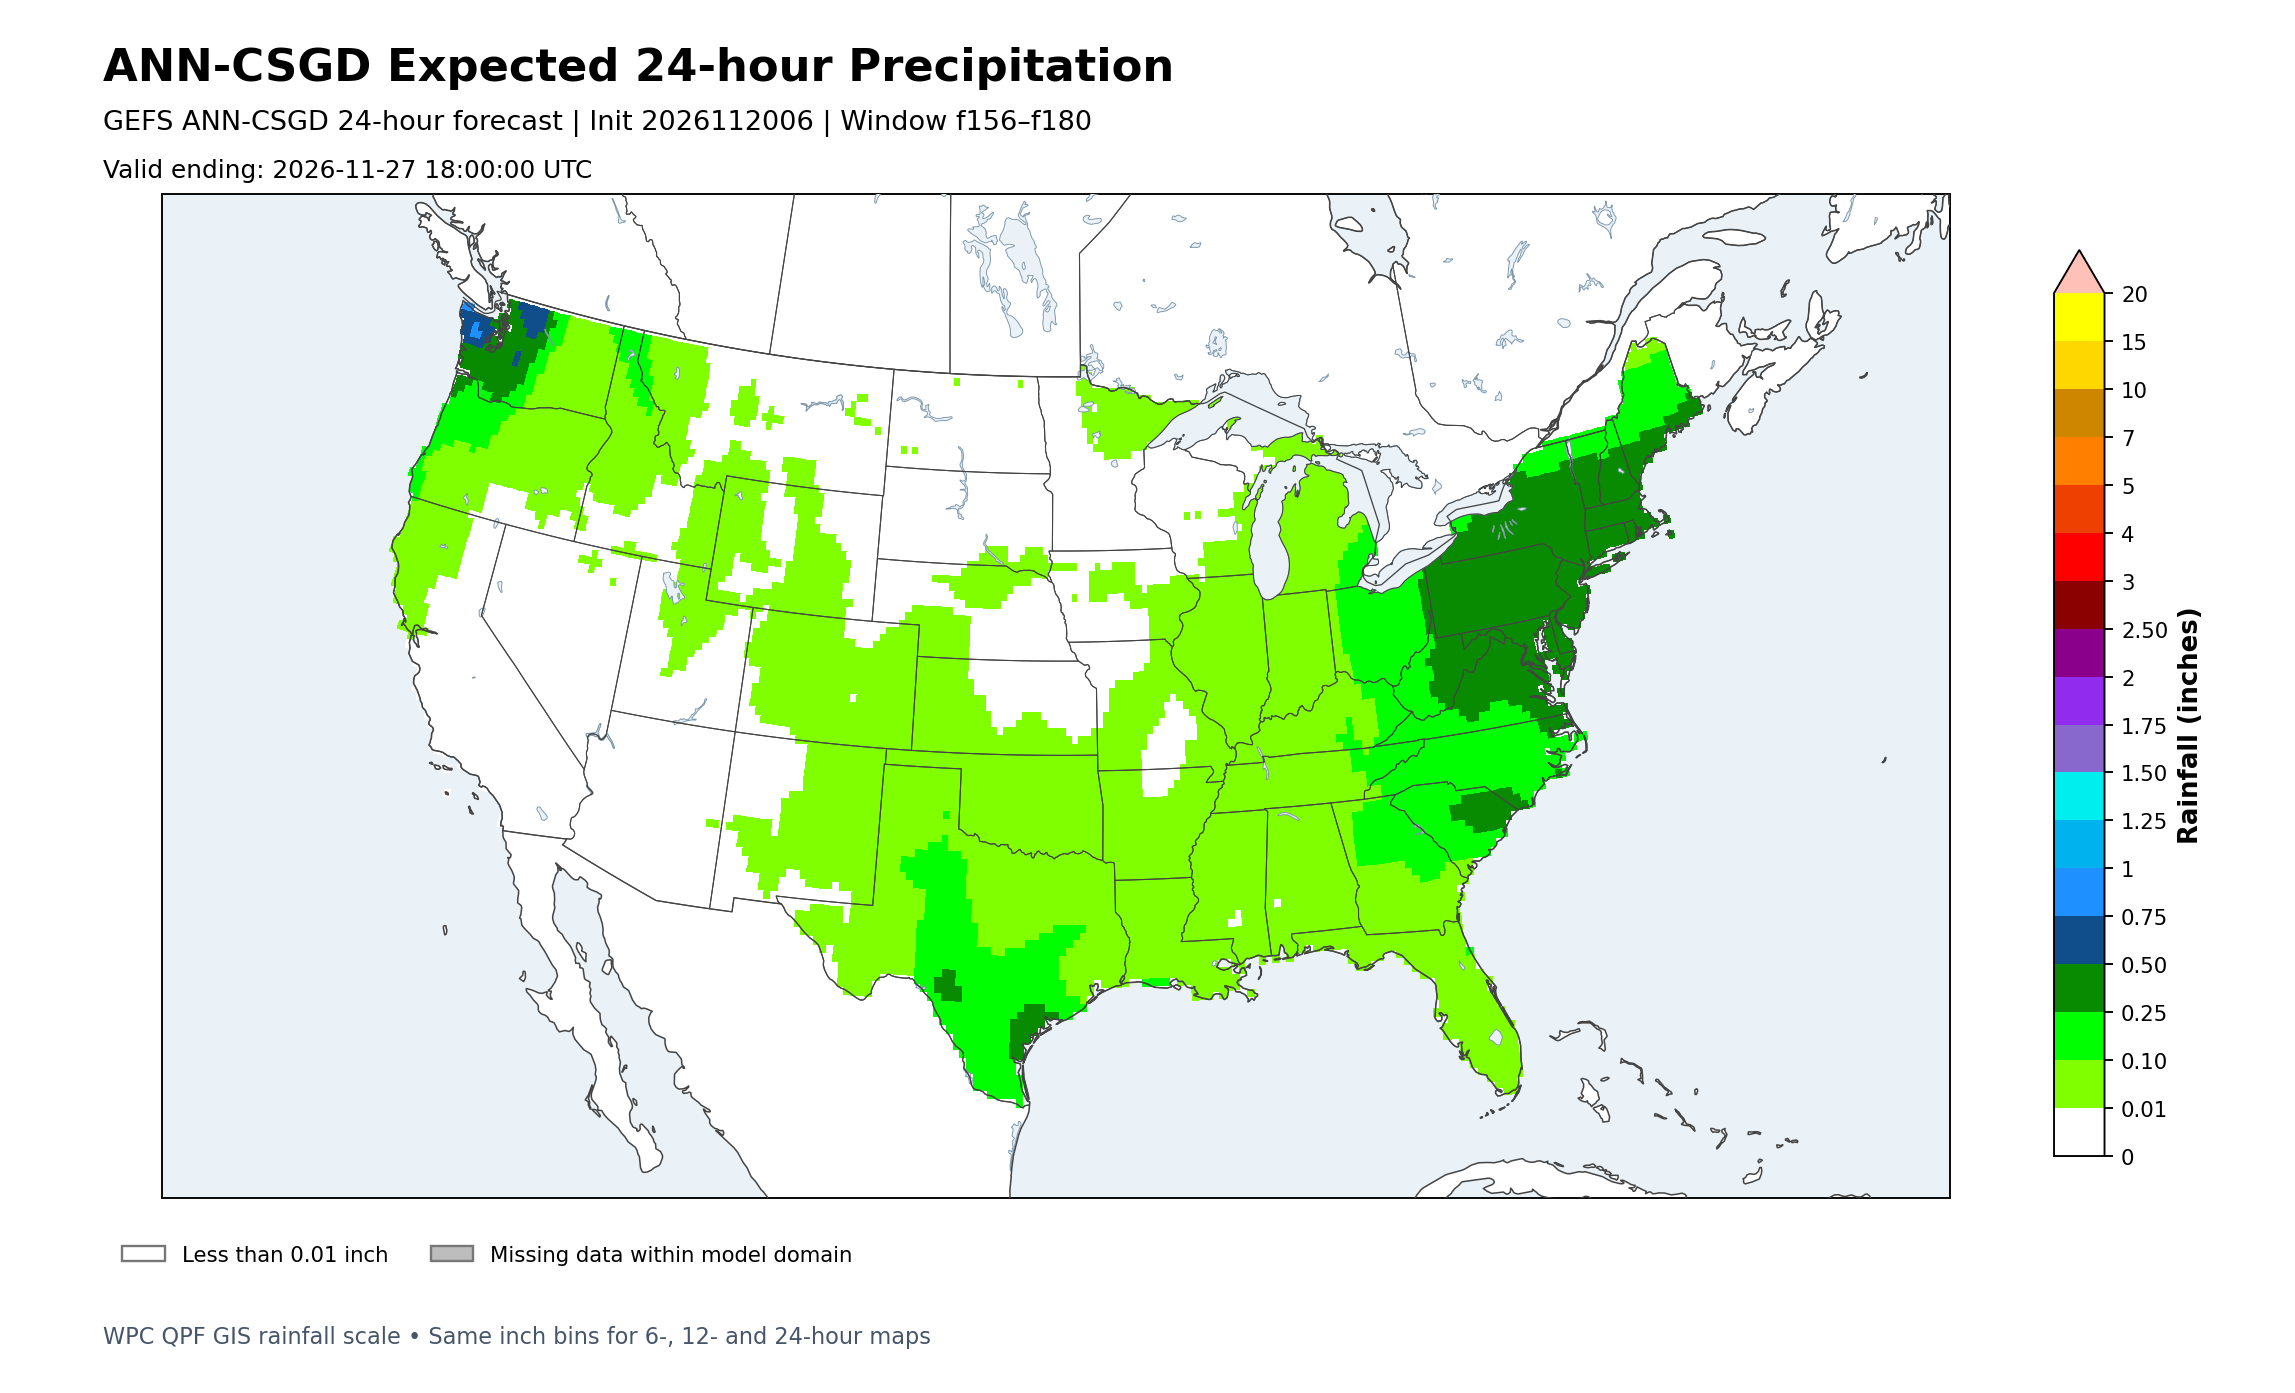 ANN-CSGD Expected 24-hour Precipitation
GEFS ANN-CSGD 24-hour forecast | Init 2026112006 | Window f156–f180
Valid ending: 2026-11-27 18:00:00 UTC
20
15
10
7
5
4
3
2.50
2
1.75
1.50
1.25
1
0.75
0.50
0.25
0.10
0.01
0
Rainfall (inches)
Less than 0.01 inch
Missing data within model domain
WPC QPF GIS rainfall scale • Same inch bins for 6-, 12- and 24-hour maps